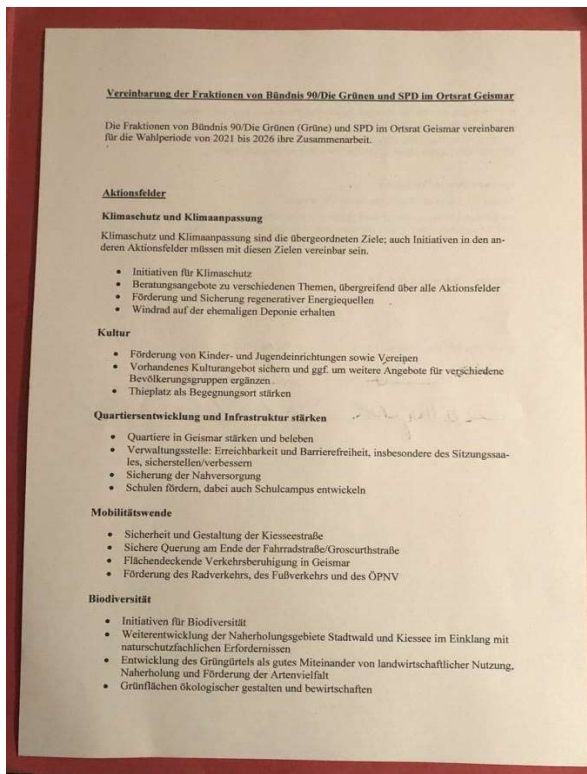 Vereinbarung der Fraktionen von Bündnis 90/Die Grünen und SPD im Ortsrat Geismar
Die Fraktionen von Bündnis 90/Die Grünen (Grüne) und SPD im Ortsrat Geismar vereinbaren
für die Wahlperiode von 2021 bis 2026 ihre Zusammenarbeit.
Aktionsfelder
Klimaschutz und Klimaanpassung
Klimaschutz und Klimaanpassung sind die übergeordneten Ziele; auch Initiativen in den an-
deren Aktionsfelder müssen mit diesen Zielen vereinbar sein.
• Initiativen für Klimaschutz
• Beratungsangebote zu verschiedenen Themen, übergreifend über alle Aktionsfelder
• Förderung und Sicherung regenerativer Energiequellen
• Windrad auf der ehemaligen Deponie erhalten
Kultur
• Förderung von Kinder- und Jugendeinrichtungen sowie Vereinen
• Vorhandenes Kulturangebot sichern und ggf. um weitere Angebote für verschiedene
Bevölkerungsgruppen ergänzen
• Thieplatz als Begegnungsort stärken
Quartiersentwicklung und Infrastruktur stärken
• Quartiere in Geismar stärken und beleben
• Verwaltungsstelle: Erreichbarkeit und Barrierefreiheit, insbesondere des Sitzungssaa-
les, sicherstellen/verbessern
• Sicherung der Nahversorgung
• Schulen fördern, dabei auch Schulcampus entwickeln
Mobilitätswende
• Sicherheit und Gestaltung der Kiesseestraße
• Sichere Querung am Ende der Fahrradstraße/Groscurthstraße
• Flächendeckende Verkehrsberuhigung in Geismar
• Förderung des Radverkehrs, des Fußverkehrs und des ÖPNV
Biodiversität
• Initiativen für Biodiversität
• Weiterentwicklung der Naherholungsgebiete Stadtwald und Kiessee im Einklang mit
naturschutzfachlichen Erfordernissen
• Entwicklung des Grüngürtels als gutes Miteinander von landwirtschaftlicher Nutzung,
Naherholung und Förderung der Artenvielfalt
• Grünflächen ökologischer gestalten und bewirtschaften